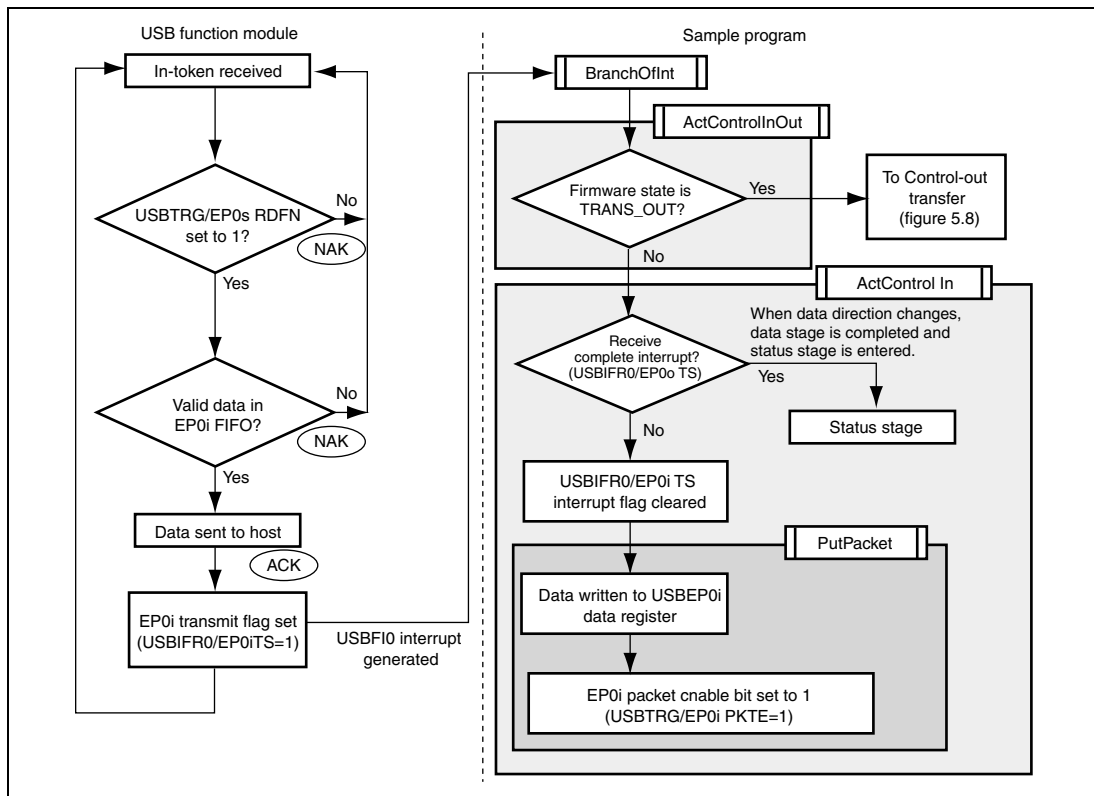 USB function module
In-token received
USBTRG/EP0s RDFN
set to 1?
No
NAK
Yes
Valid data in
EP0i FIFO?
No
NAK
Yes
Data sent to host
ACK
EP0i transmit flag set
(USBIFR0/EP0iTS=1)
USBFI0 interrupt
generated
Sample program
BranchOfInt
ActControlInOut
Firmware state is
TRANS_OUT?
Yes
To Control-out
transfer
(figure 5.8)
No
ActControl In
When data direction changes,
data stage is completed and
status stage is entered.
Receive
complete interrupt?
(USBIFR0/EP0o TS)
Yes
Status stage
No
USBIFR0/EP0i TS
interrupt flag cleared
PutPacket
Data written to USBEP0i
data register
EP0i packet cnable bit set to 1
(USBTRG/EP0i PKTE=1)